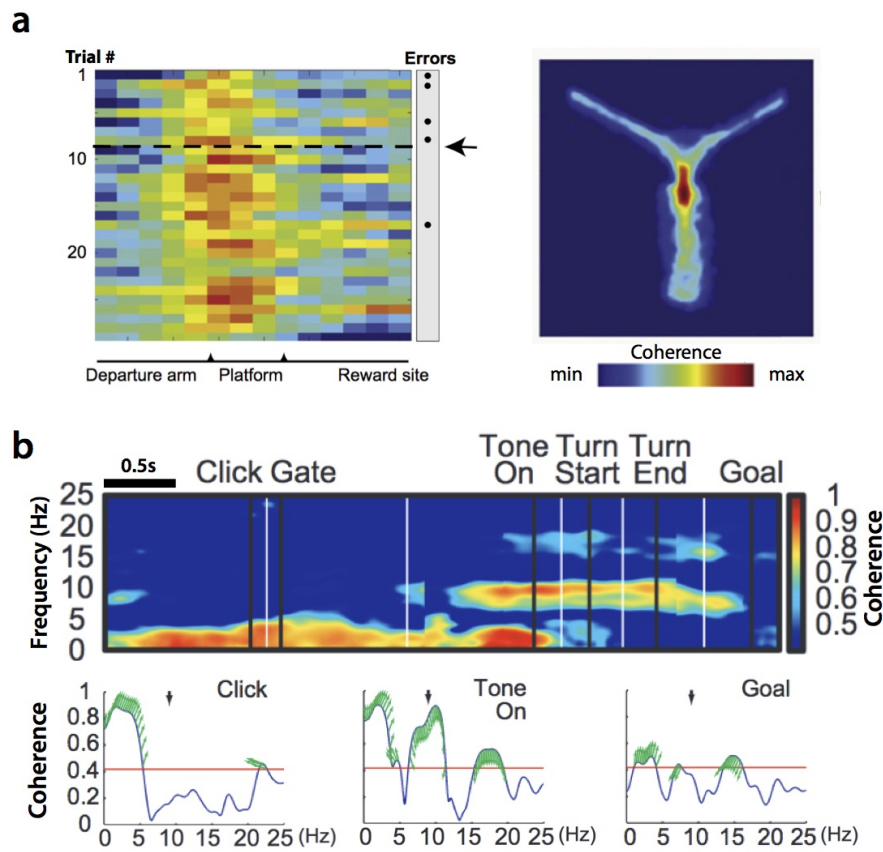 a
Trial #
Errors
1
10
20
Departure arm
Platform
Reward site
Coherence
min
max
b
0.5s
Click Gate
Tone On
Turn Start
Turn End
Goal
Frequency (Hz)
25
20
15
10
5
0
1
0.9
0.8
0.7
0.6
0.5
Coherence
Coherence
1
0.8
0.6
0.4
0.2
0
Click
0 5 10 15 20 25 (Hz)
Tone
On
0 5 10 15 20 25 (Hz)
Goal
0 5 10 15 20 25 (Hz)